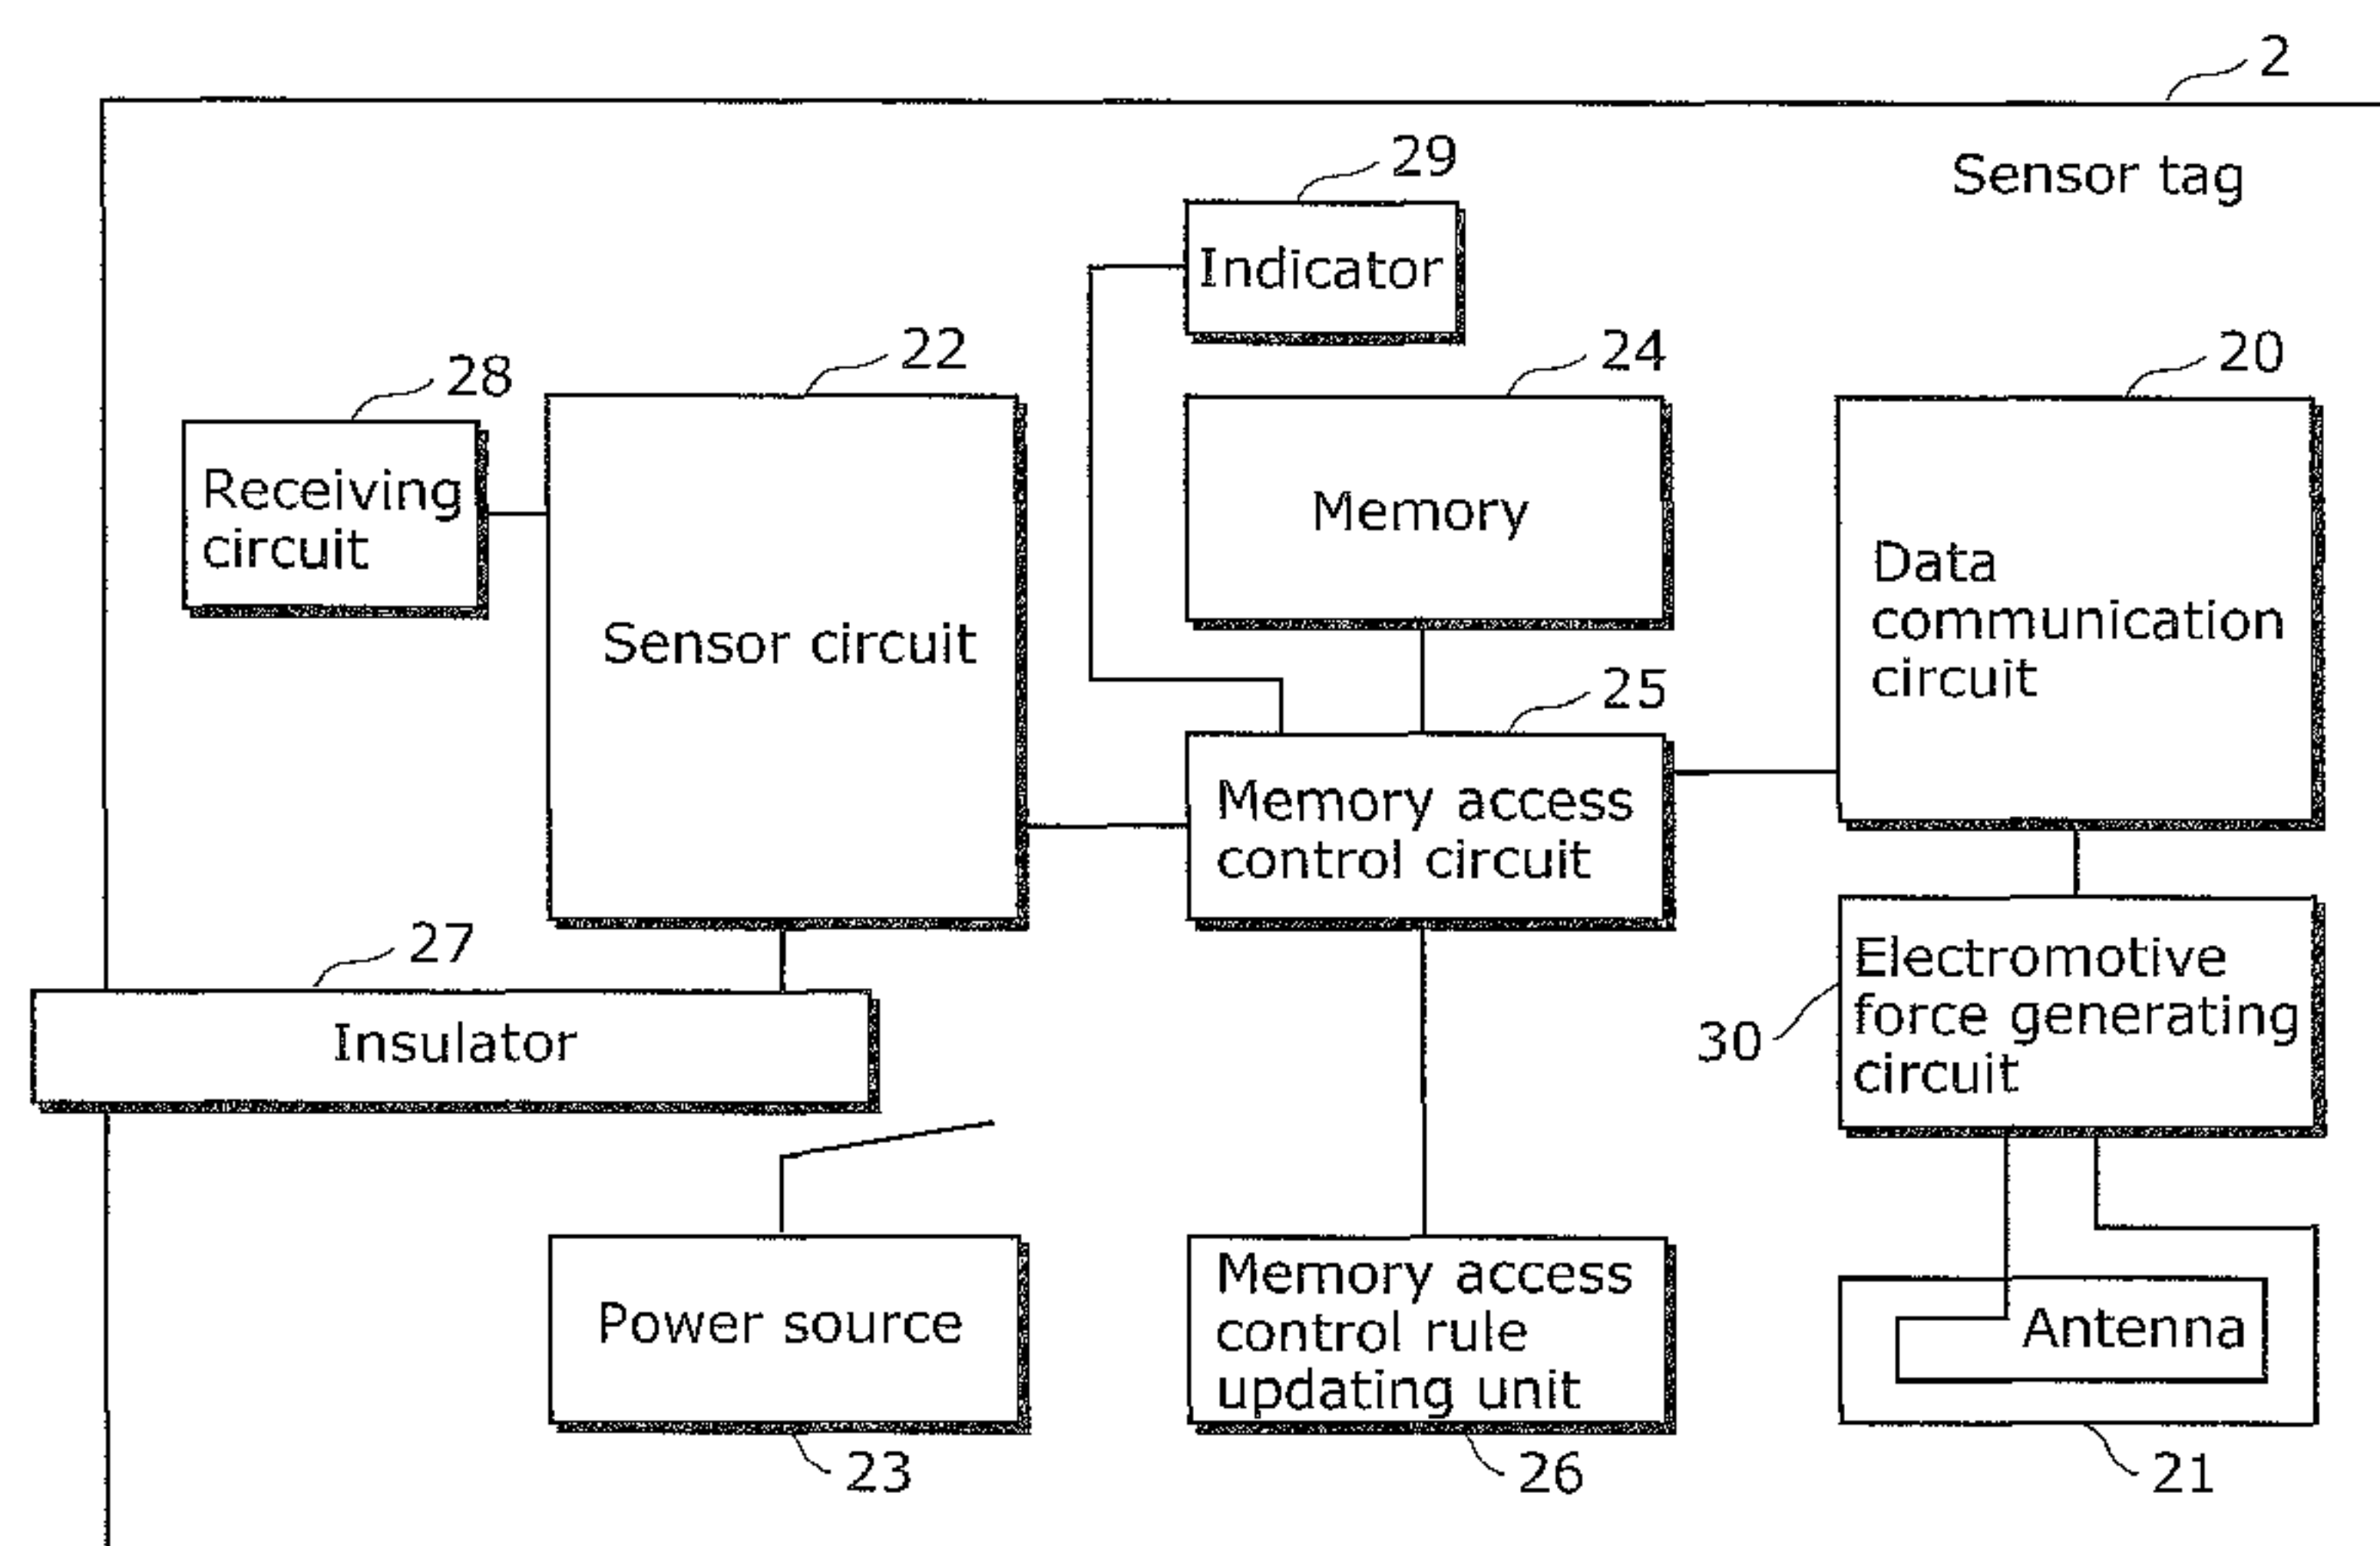 2
Sensor tag
29
Indicator
28
22
24
20
Receiving
circuit
Sensor circuit
Memory
Data
communication
circuit
25
Memory access
control circuit
27
Insulator
30
Electromotive
force generating
circuit
Power source
23
Memory access
control rule
updating unit
26
Antenna
21